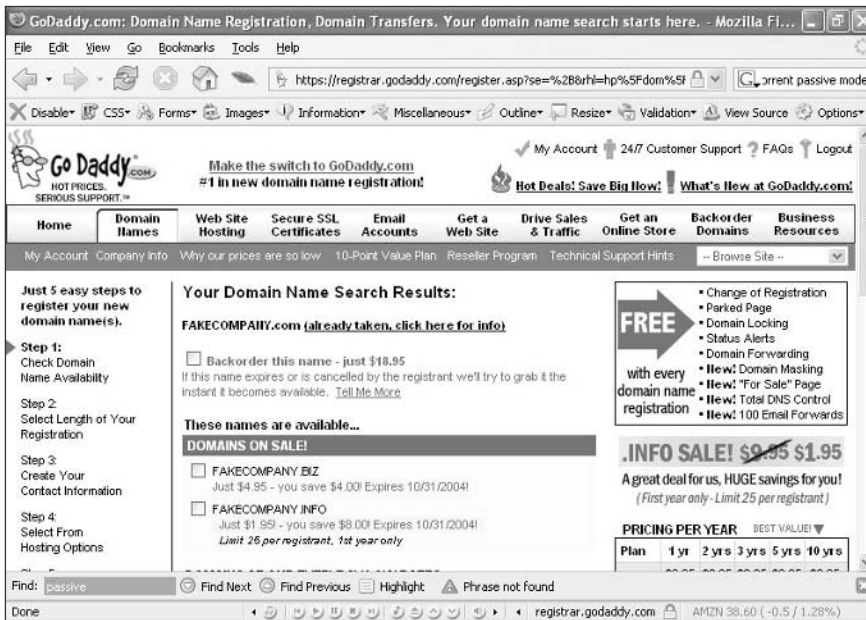 GoDaddy.com: Domain Name Registration, Domain Transfers. Your domain name search starts here. - Mozilla Fi...
File Edit View Go Bookmarks Tools Help
https://registrar.godaddy.com/register.asp?se=%2B&rhl=hp%5Fdom%5f
orrent passive mode
Disable CSS Forms Images Information Miscellaneous Outline Resize Validation View Source Options
Go Daddy.com
HOT PRICES.
SERIOUS SUPPORT.™
Make the switch to GoDaddy.com
#1 in new domain name registration!
My Account 24/7 Customer Support ? FAQs Logout
Hot Deals! Save Big Now! What's New at GoDaddy.com!
Home
Domain Names
Web Site Hosting
Secure SSL Certificates
Email Accounts
Get a Web Site
Drive Sales & Traffic
Get an Online Store
Backorder Domains
Business Resources
My Account Company Info Why our prices are so low 10-Point Value Plan Reseller Program Technical Support Hints -- Browse Site --
Just 5 easy steps to
register your new
domain name(s).
Step 1:
Check Domain
Name Availability
Step 2:
Select Length of Your
Registration
Step 3:
Create Your
Contact Information
Step 4:
Select From
Hosting Options
Your Domain Name Search Results:
FAKECOMPANY.com (already taken, click here for info)
Backorder this name - just $18.95
If this name expires or is cancelled by the registrant we'll try to grab it the
instant it becomes available. Tell Me More
These names are available...
DOMAINS ON SALE!
FAKECOMPANY.BIZ
Just $4.95 - you save $4.00! Expires 10/31/2004!
FAKECOMPANY.INFO
Just $1.95! - you save $8.00! Expires 10/31/2004!
Limit 25 per registrant, 1st year only
FREE
with every
domain name
registration
▪ Change of Registration
▪ Parked Page
▪ Domain Locking
▪ Status Alerts
▪ Domain Forwarding
▪ New! Domain Masking
▪ New! "For Sale" Page
▪ New! Total DNS Control
▪ New! 100 Email Forwards
.INFO SALE! $9.95 $1.95
A great deal for us, HUGE savings for you!
(First year only - Limit 25 per registrant)
PRICING PER YEAR BEST VALUE!
Plan 1 yr 2 yrs 3 yrs 5 yrs 10 yrs
Find: passive Find Next Find Previous Highlight Phrase not found
Done registrar.godaddy.com AMZN 38.60 (-0.5 / 1.28%)